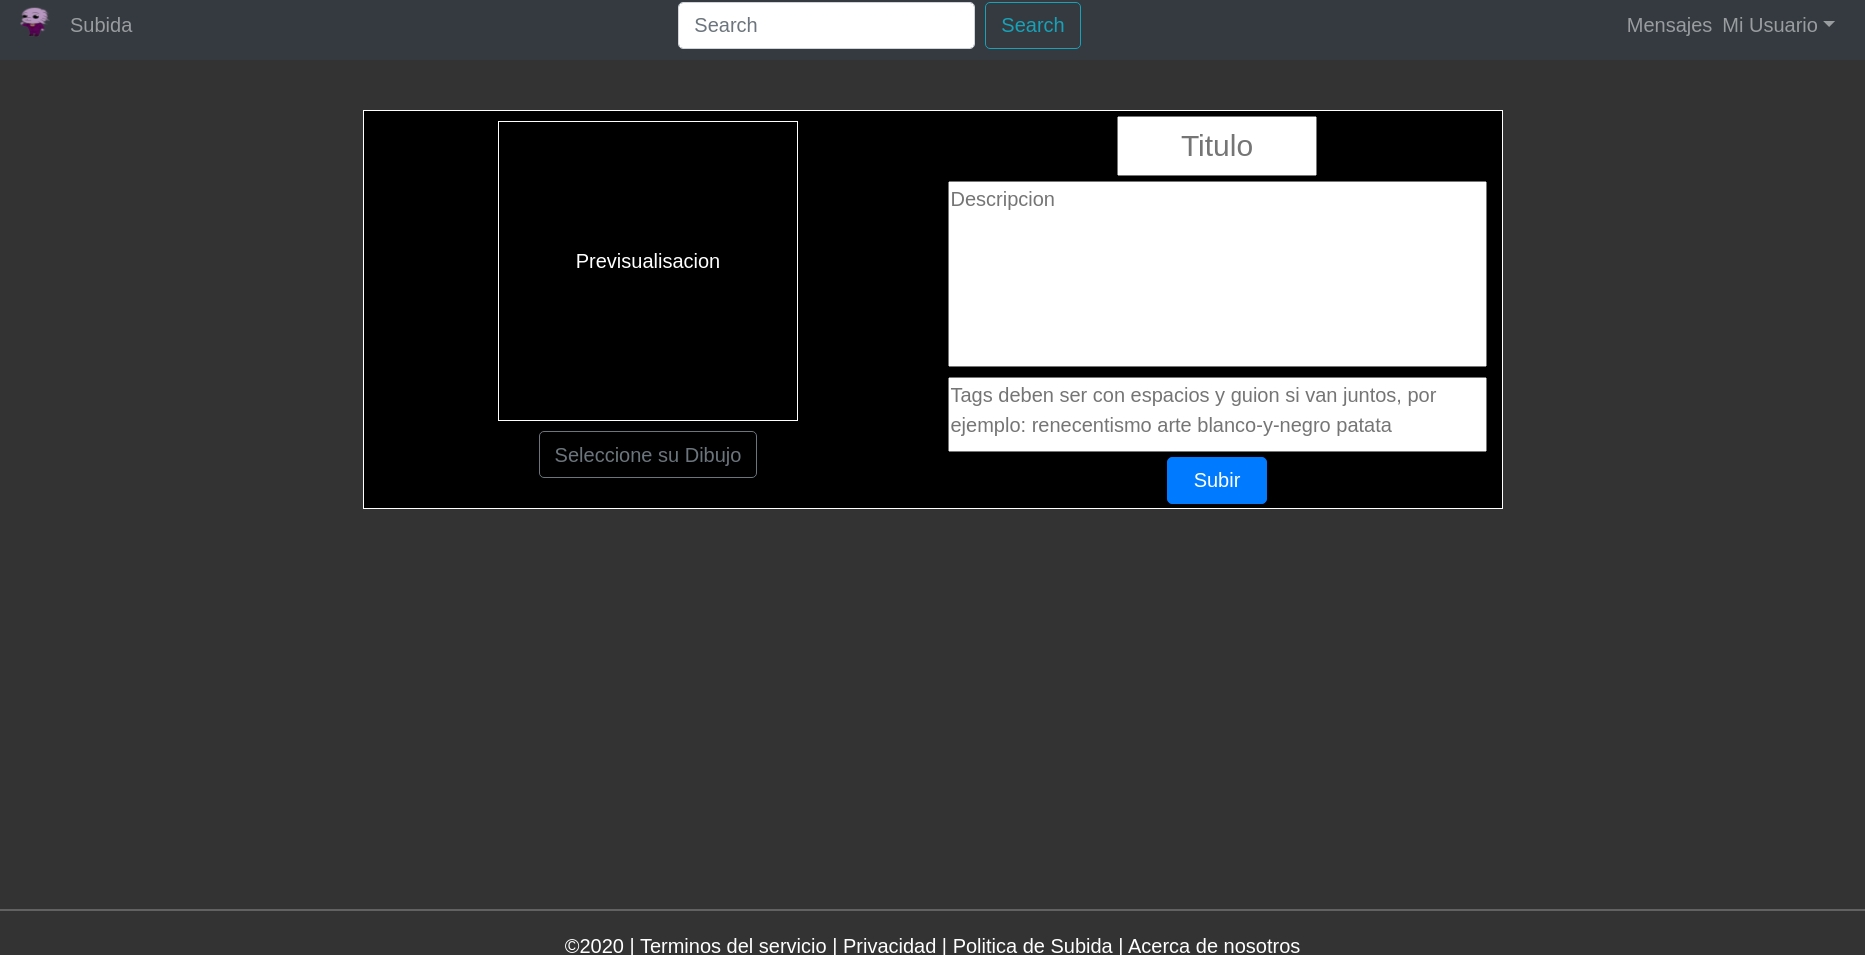 Subida
Search
Search
Mensajes
Mi Usuario
Previsualisacion
Seleccione su Dibujo
Titulo
Descripcion
Tags deben ser con espacios y guion si van juntos, por
ejemplo: renecentismo arte blanco-y-negro patata
Subir
©2020 | Terminos del servicio | Privacidad | Politica de Subida | Acerca de nosotros